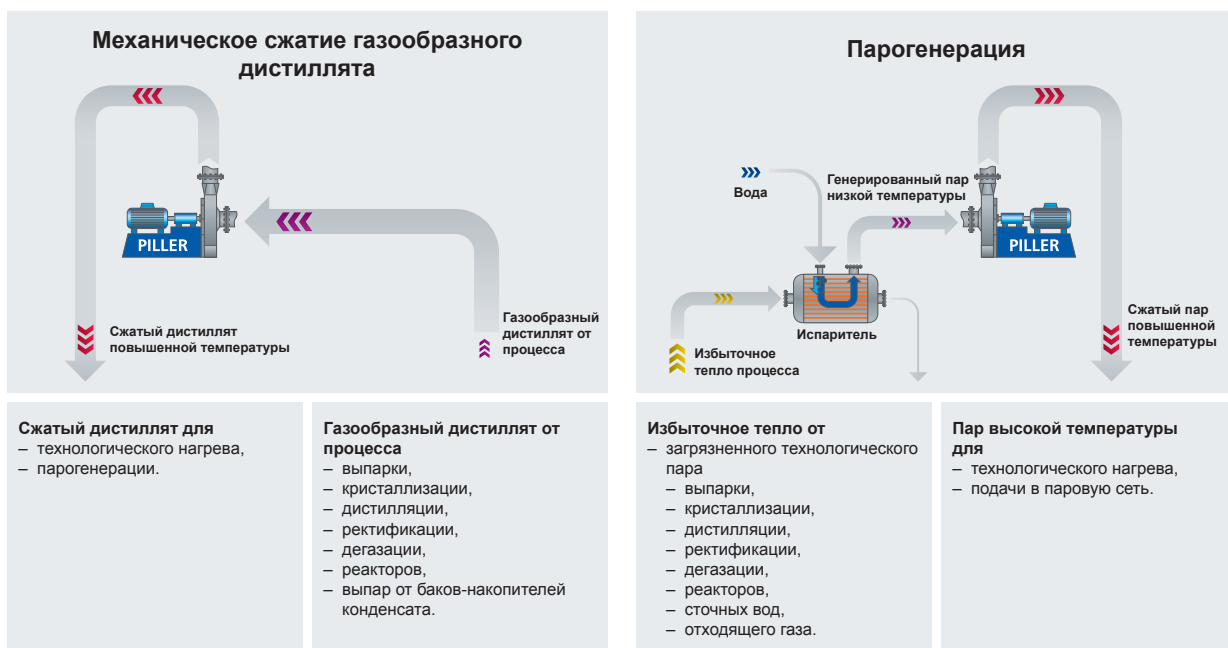 Механическое сжатие газообразного
дистиллята
PILLER
Сжатый дистиллят
повышенной температуры
Газообразный
дистиллят от
процесса
Сжатый дистиллят для
– технологического нагрева,
– парогенерации.
Газообразный дистиллят от
процесса
– выпарки,
– кристаллизации,
– дистилляции,
– ректификации,
– дегазации,
– реакторов,
– выпар от баков-накопителей
конденсата.
Парогенерация
Вода
Генерированный пар
низкой температуры
PILLER
Испаритель
Избыточное
тепло процесса
Сжатый пар
повышенной
температуры
Избыточное тепло от
– загрязненного технологического
пара
– выпарки,
– кристаллизации,
– дистилляции,
– ректификации,
– дегазации,
– реакторов,
– сточных вод,
– отходящего газа.
Пар высокой температуры
для
– технологического нагрева,
– подачи в паровую сеть.